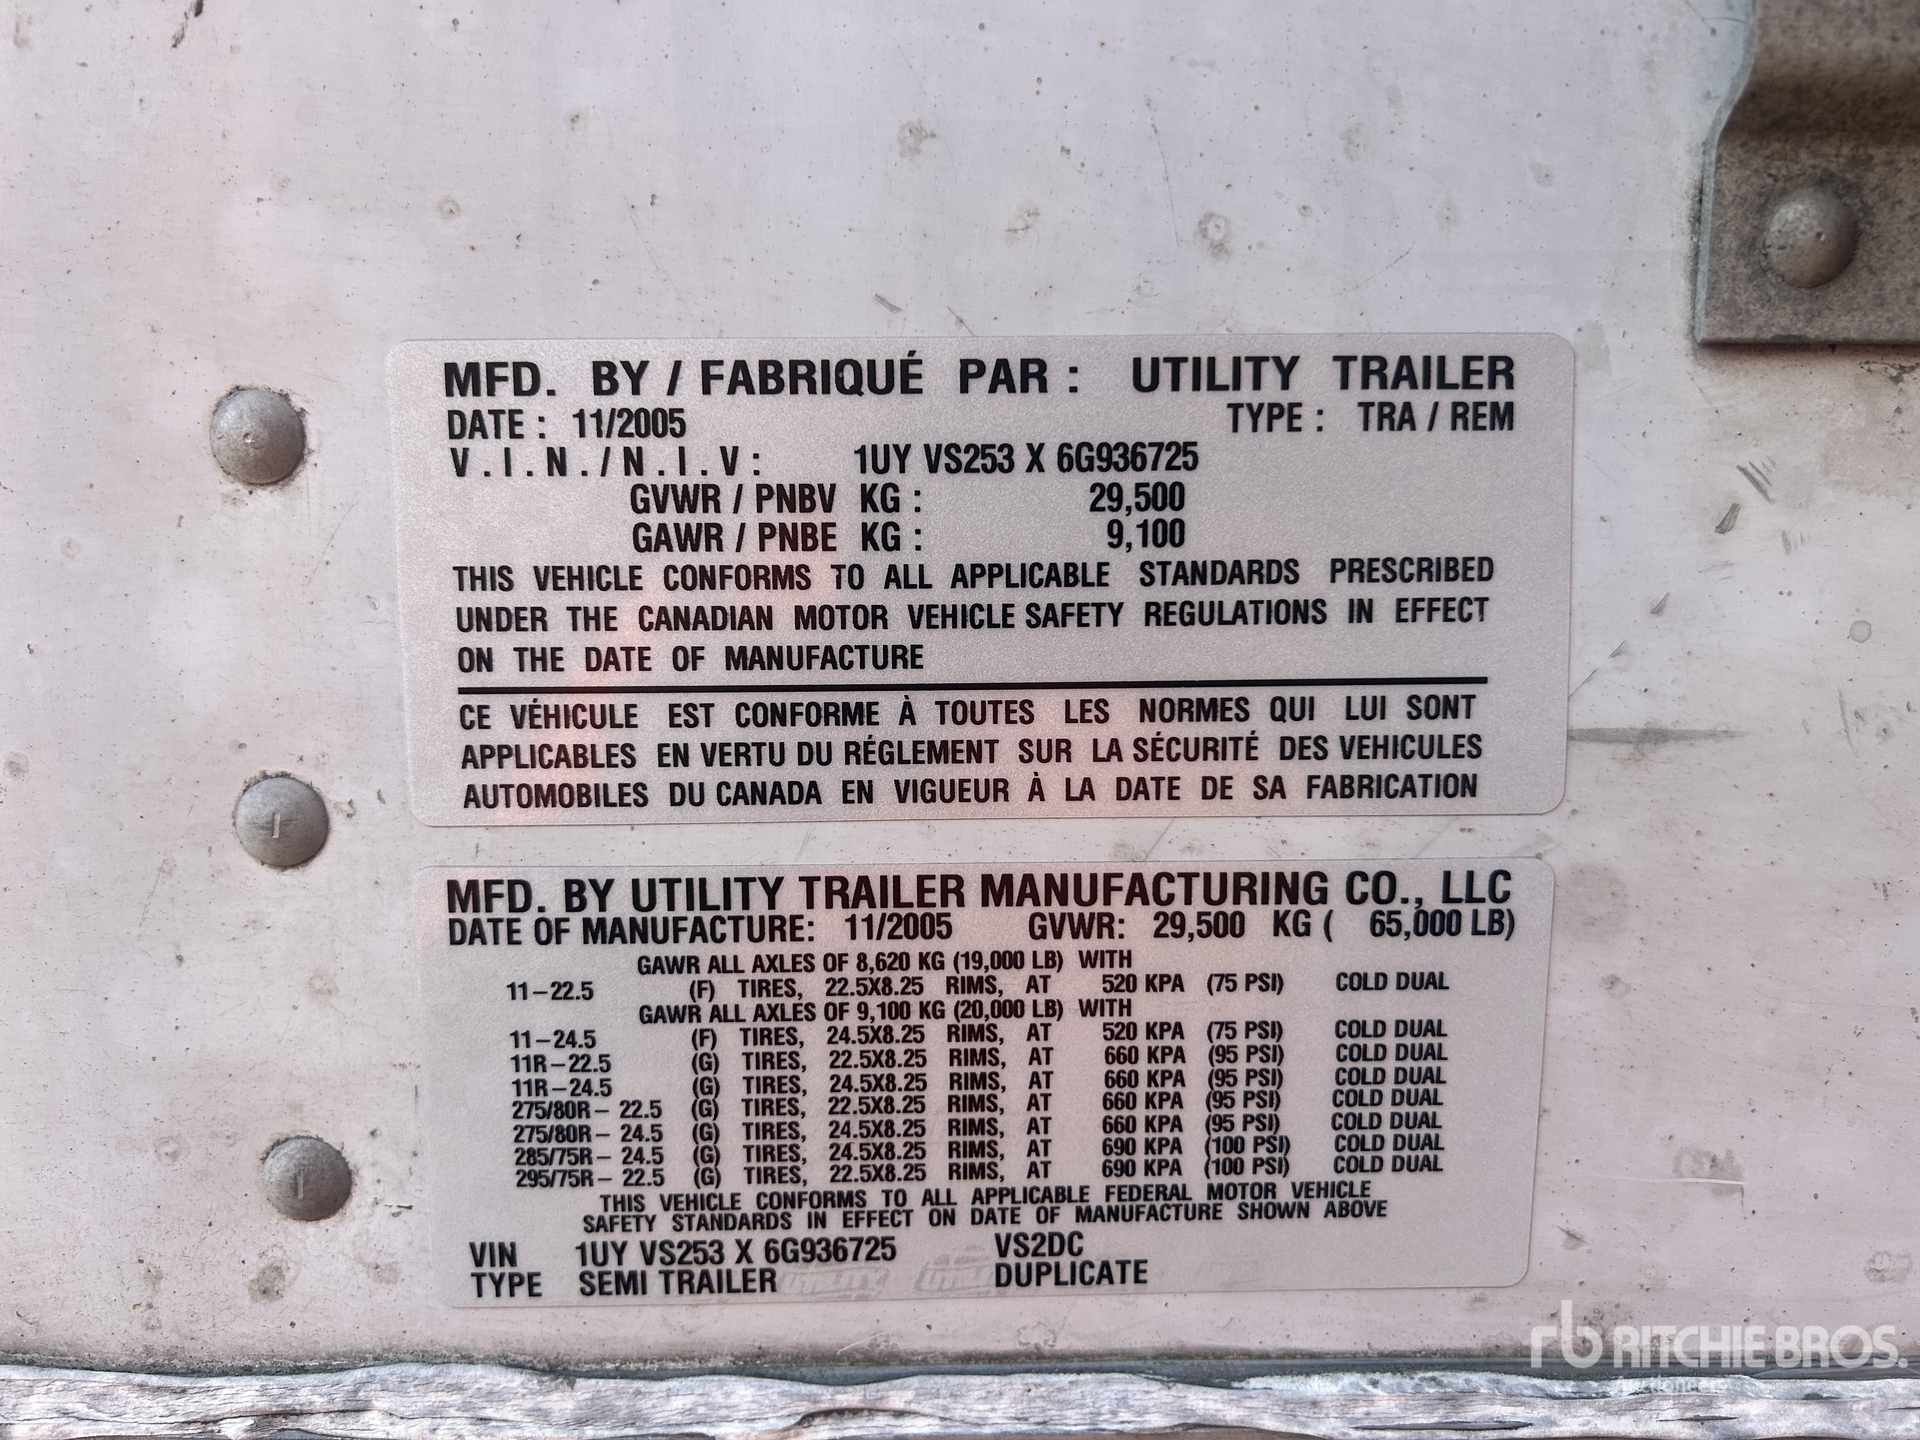 MFD. BY / FABRIQUÉ PAR : UTILITY TRAILER
DATE : 11/2005 TYPE : TRA / REM
V . I . N . / N . I . V : 1UY VS253 X 6G936725
GVWR / PNBV KG : 29,500
GAWR / PNBE KG : 9,100
THIS VEHICLE CONFORMS TO ALL APPLICABLE STANDARDS PRESCRIBED
UNDER THE CANADIAN MOTOR VEHICLE SAFETY REGULATIONS IN EFFECT
ON THE DATE OF MANUFACTURE
CE VÉHICULE EST CONFORME À TOUTES LES NORMES QUI LUI SONT
APPLICABLES EN VERTU DU RÉGLEMENT SUR LA SÉCURITÉ DES VEHICULES
AUTOMOBILES DU CANADA EN VIGUEUR À LA DATE DE SA FABRICATION
MFD. BY UTILITY TRAILER MANUFACTURING CO., LLC
DATE OF MANUFACTURE: 11/2005 GVWR: 29,500 KG ( 65,000 LB)
GAWR ALL AXLES OF 8,620 KG (19,000 LB) WITH
11-22.5 (F) TIRES, 22.5X8.25 RIMS, AT 520 KPA (75 PSI) COLD DUAL
GAWR ALL AXLES OF 9,100 KG (20,000 LB) WITH
11-24.5 (F) TIRES, 24.5X8.25 RIMS, AT 520 KPA (75 PSI) COLD DUAL
11R-22.5 (G) TIRES, 22.5X8.25 RIMS, AT 660 KPA (95 PSI) COLD DUAL
11R-24.5 (G) TIRES, 24.5X8.25 RIMS, AT 660 KPA (95 PSI) COLD DUAL
275/80R- 22.5 (G) TIRES, 22.5X8.25 RIMS, AT 660 KPA (95 PSI) COLD DUAL
275/80R- 24.5 (G) TIRES, 24.5X8.25 RIMS, AT 660 KPA (95 PSI) COLD DUAL
285/75R- 24.5 (G) TIRES, 24.5X8.25 RIMS, AT 690 KPA (100 PSI) COLD DUAL
295/75R- 22.5 (G) TIRES, 22.5X8.25 RIMS, AT 690 KPA (100 PSI) COLD DUAL
THIS VEHICLE CONFORMS TO ALL APPLICABLE FEDERAL MOTOR VEHICLE
SAFETY STANDARDS IN EFFECT ON DATE OF MANUFACTURE SHOWN ABOVE
VIN 1UY VS253 X 6G936725 VS2DC
TYPE SEMI TRAILER DUPLICATE
rb RITCHIE BROS.